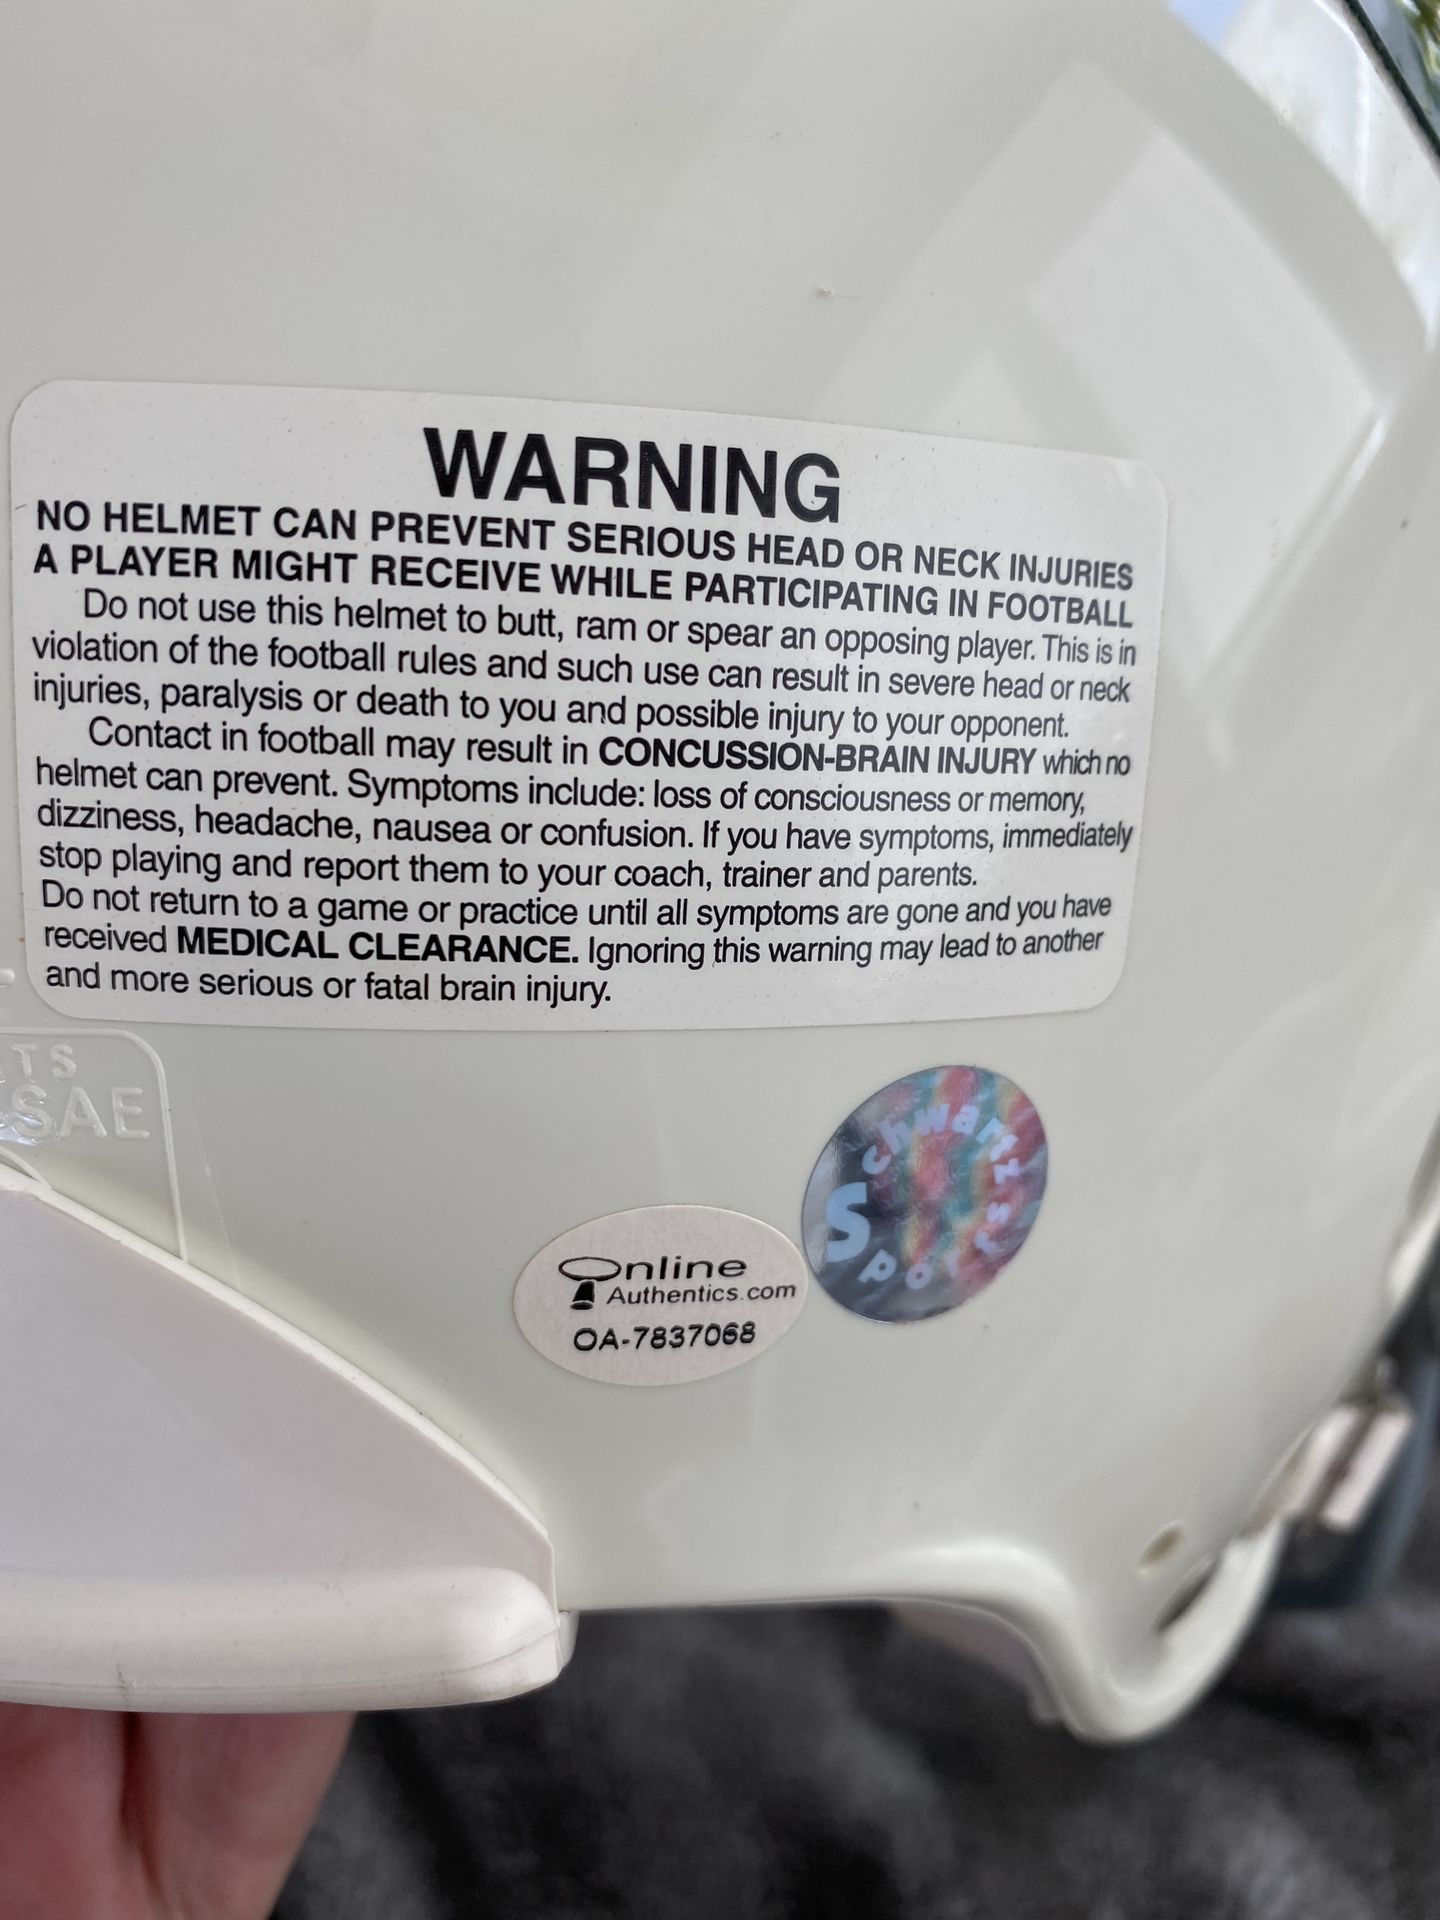 WARNING
NO HELMET CAN PREVENT SERIOUS HEAD OR NECK INJURIES
A PLAYER MIGHT RECEIVE WHILE PARTICIPATING IN FOOTBALL
Do not use this helmet to butt, ram or spear an opposing player. This is in
violation of the football rules and such use can result in severe head or neck
injuries, paralysis or death to you and possible injury to your opponent.
Contact in football may result in CONCUSSION-BRAIN INJURY which no
helmet can prevent. Symptoms include: loss of consciousness or memory,
dizziness, headache, nausea or confusion. If you have symptoms, immediately
stop playing and report them to your coach, trainer and parents.
Do not return to a game or practice until all symptoms are gone and you have
received MEDICAL CLEARANCE. Ignoring this warning may lead to another
and more serious or fatal brain injury.
Schwartz
Sports
Online
Authentics.com
OA-7837068